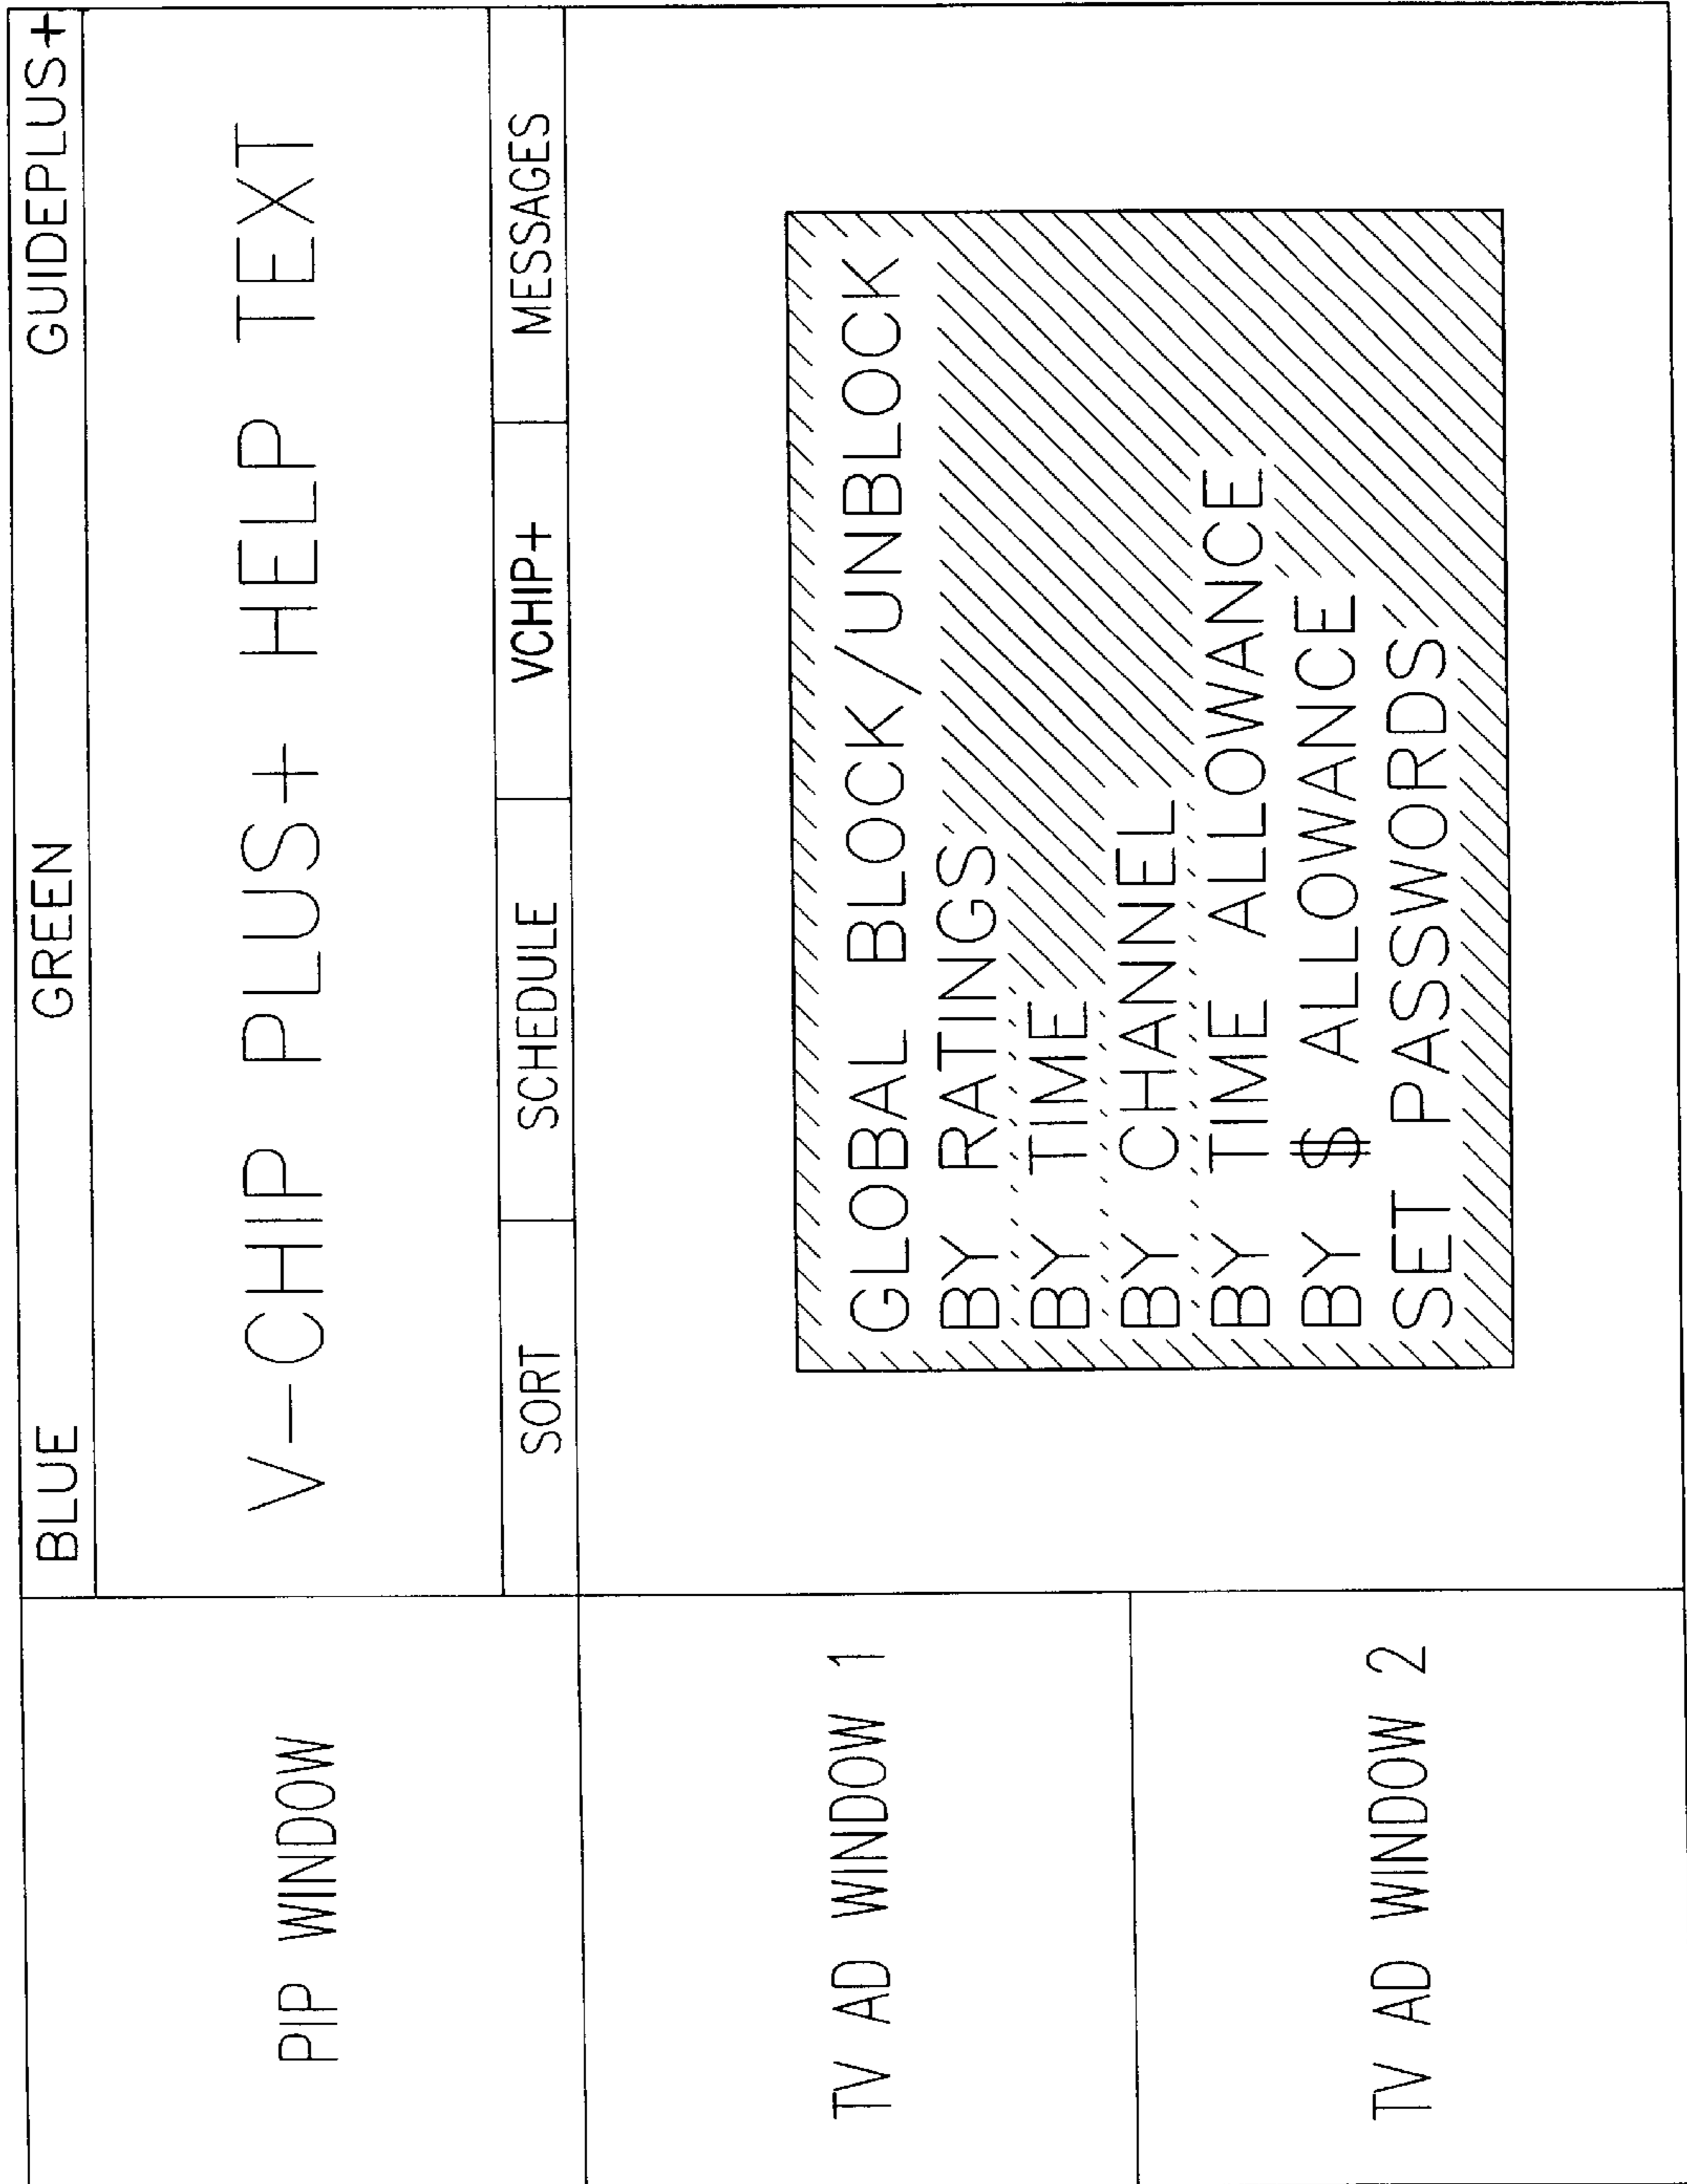 BLUE GREEN GUIDEPLUS+
PIP WINDOW
V-CHIP PLUS+ HELP TEXT
SORT SCHEDULE VCHIP+ MESSAGES
TV AD WINDOW 1
TV AD WINDOW 2
GLOBAL BLOCK/UNBLOCK
BY RATINGS
BY TIME
BY CHANNEL
BY TIME ALLOWANCE
BY $ ALLOWANCE
SET PASSWORDS